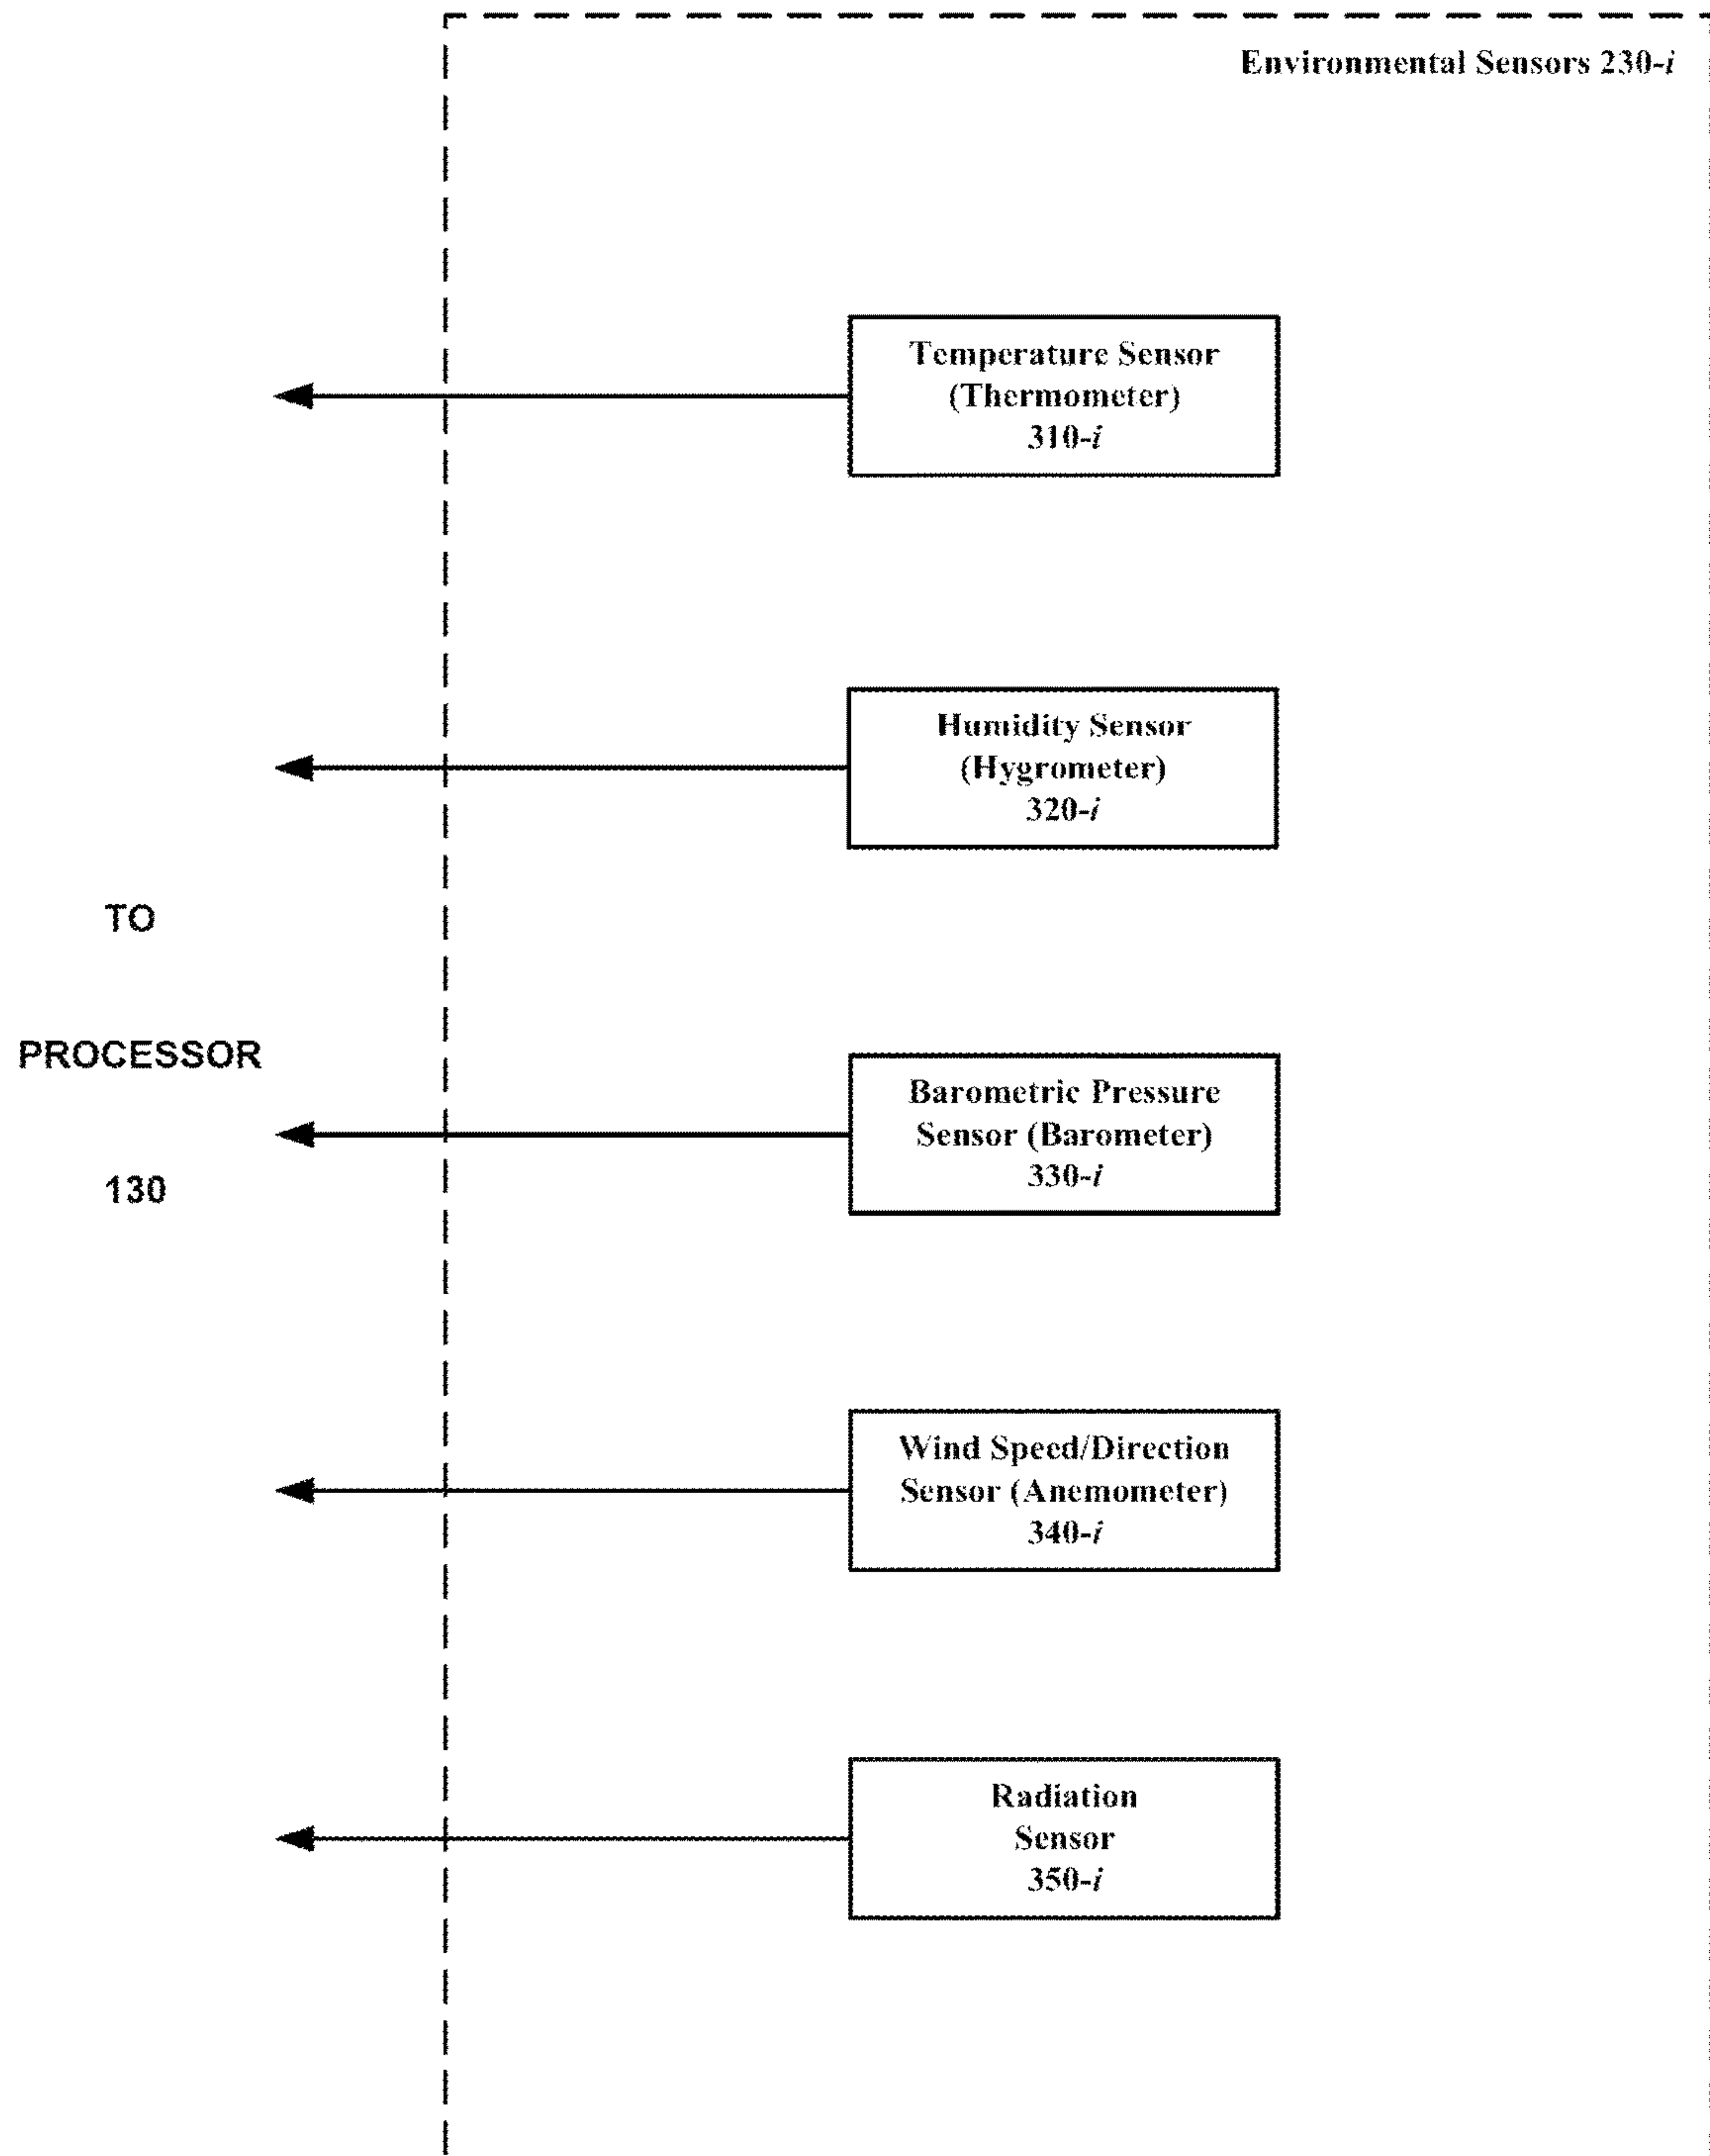 Environmental Sensors 230-i
Temperature Sensor
(Thermometer)
310-i
Humidity Sensor
(Hygrometer)
320-i
TO
PROCESSOR
130
Barometric Pressure
Sensor (Barometer)
330-i
Wind Speed/Direction
Sensor (Anemometer)
340-i
Radiation
Sensor
350-i